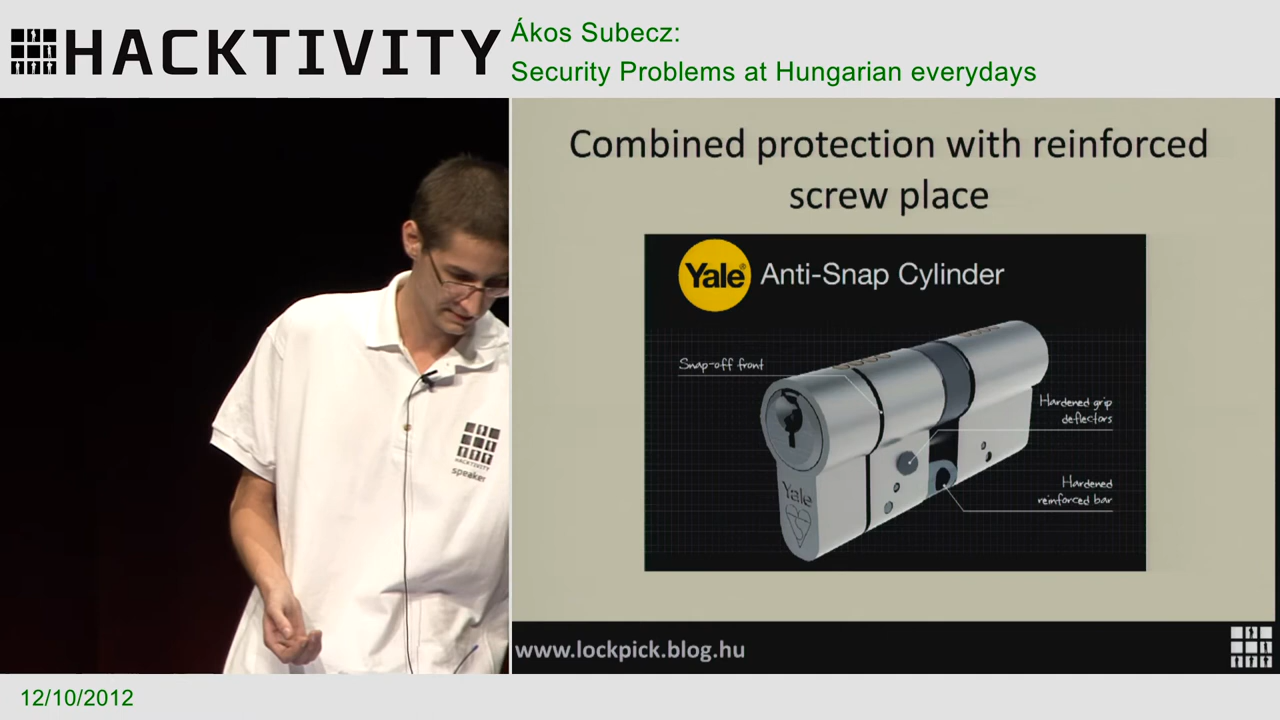 HACKTIVITY
Ákos Subecz:
Security Problems at Hungarian everydays
Combined protection with reinforced
screw place
Yale® Anti-Snap Cylinder
Snap-off front
Hardened grip
deflectors
Hardened
reinforced bar
Yale
HACKTIVITY
speaker
www.lockpick.blog.hu
12/10/2012